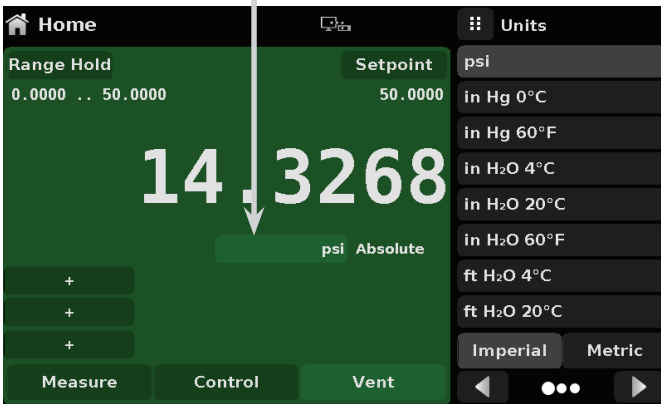 Home
Units
Range Hold
Setpoint
psi
0.0000 .. 50.0000
50.0000
in Hg 0°C
in Hg 60°F
14.3268
in H₂O 4°C
in H₂O 20°C
psi Absolute
in H₂O 60°F
+
ft H₂O 4°C
+
ft H₂O 20°C
+
Imperial
Metric
Measure
Control
Vent